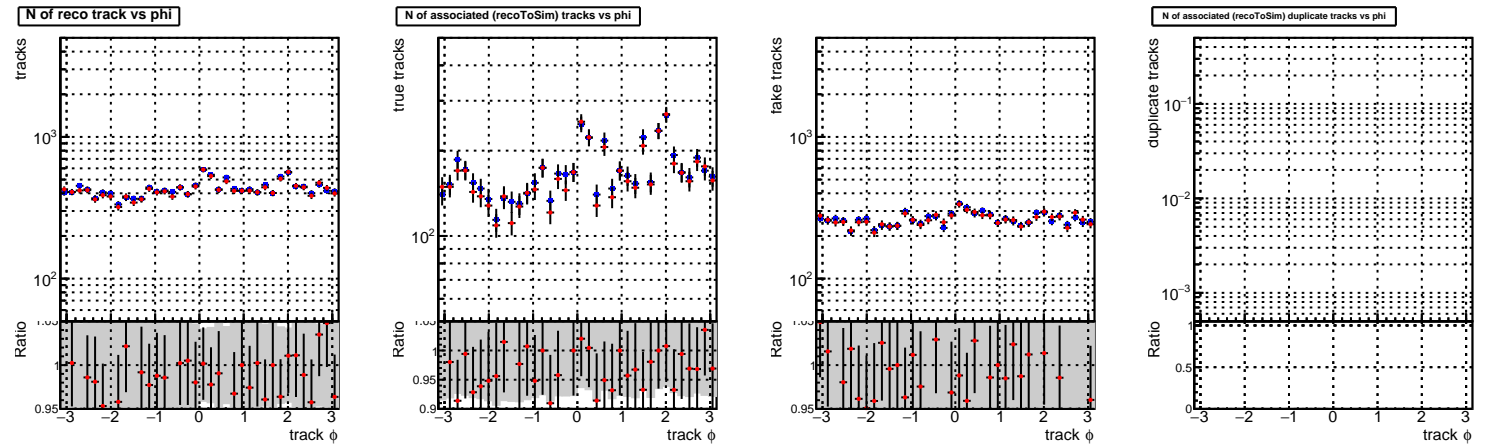 N of reco track vs phi
tracks
10³
10²
Ratio
1.05
1
0.95
−3 −2 −1 0 1 2 3
track ϕ
N of associated (recoToSim) tracks vs phi
true tracks
10²
Ratio
1
0.95
0.9
−3 −2 −1 0 1 2 3
track ϕ
fake tracks
10³
10²
Ratio
1.05
1
0.95
−3 −2 −1 0 1 2 3
track ϕ
N of associated (recoToSim) duplicate tracks vs phi
duplicate tracks
10⁻¹
10⁻²
10⁻³
Ratio
1
0.5
0
−3 −2 −1 0 1 2 3
track ϕ